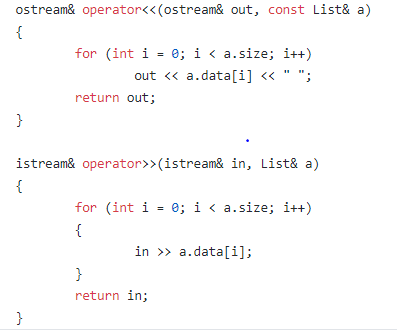 ostream& operator<<(ostream& out, const List& a)
{
        for (int i = 0; i < a.size; i++)
                out << a.data[i] << " ";
        return out;
}

istream& operator>>(istream& in, List& a)
{
        for (int i = 0; i < a.size; i++)
        {
                in >> a.data[i];
        }
        return in;
}